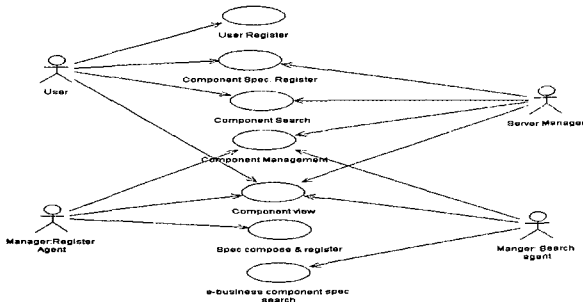 User Register
User
Component Spec. Register
Component Search
Server Manager
Component Management
Component view
Manager:Register
Agent
Spec compose & register
Manger:Search
agent
e-business component spec
search